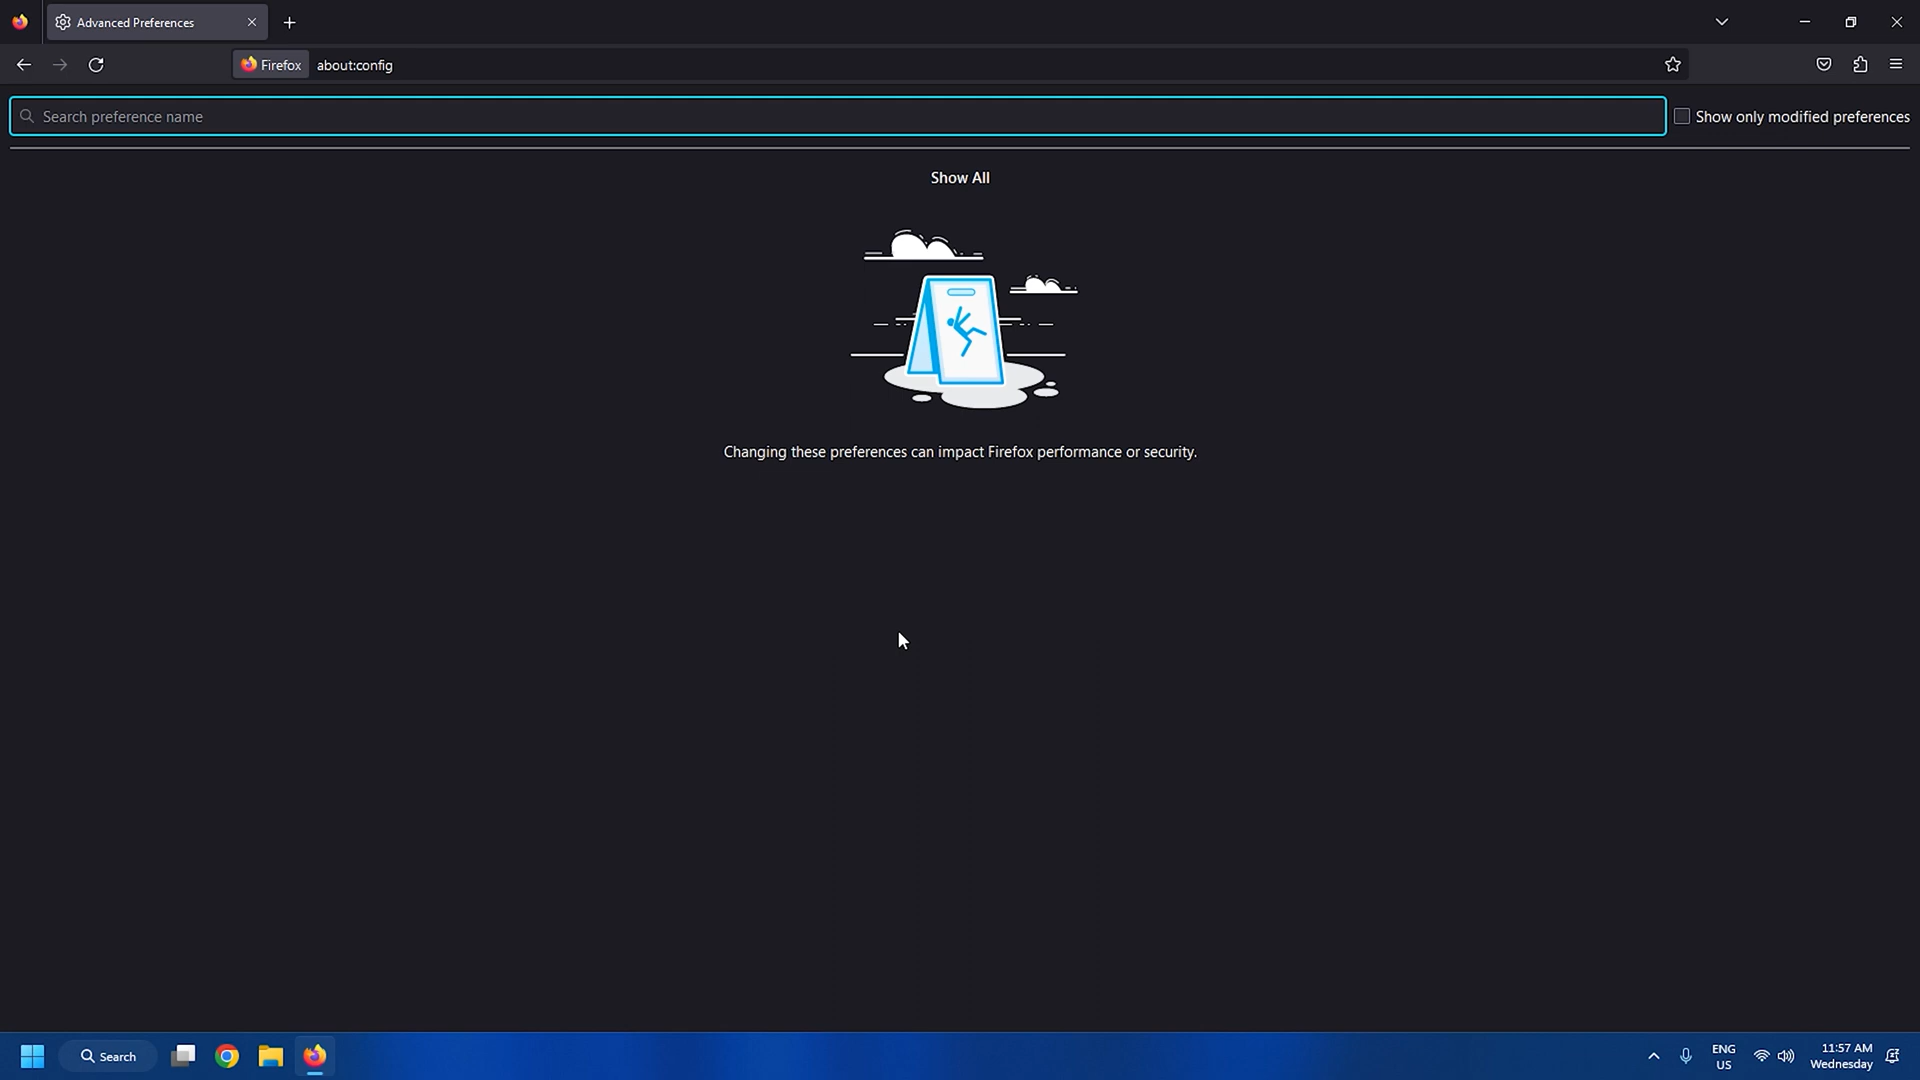 Advanced Preferences
Firefox about:config
Search preference name
Show only modified preferences
Show All
Changing these preferences can impact Firefox performance or security.
Search
ENG
US
11:57 AM
Wednesday